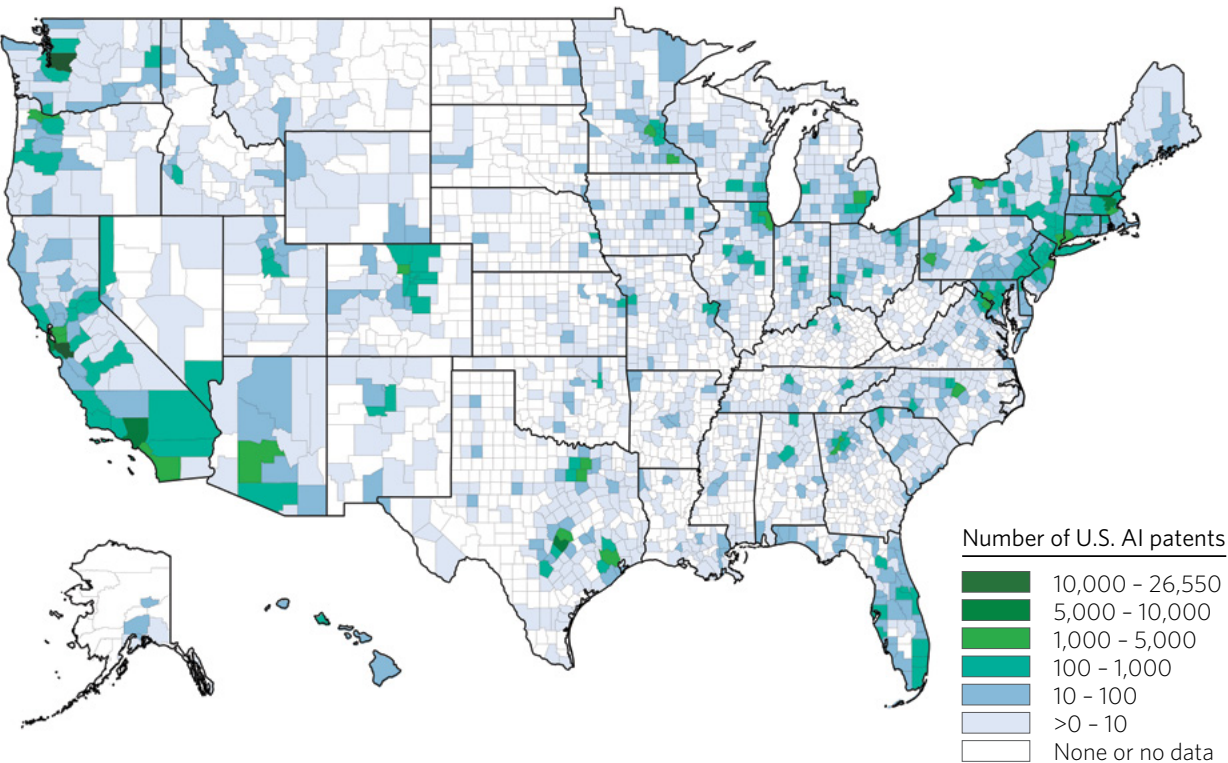 Number of U.S. AI patents
10,000 – 26,550
5,000 – 10,000
1,000 – 5,000
100 – 1,000
10 – 100
>0 – 10
None or no data